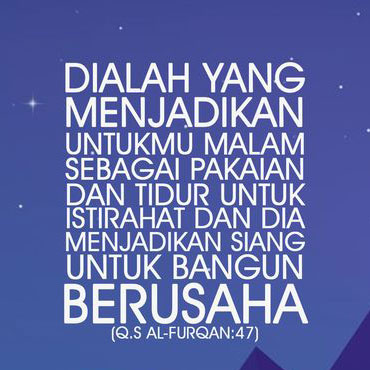 DIALAH YANG
MENJADIKAN
UNTUKMU MALAM
SEBAGAI PAKAIAN
DAN TIDUR UNTUK
ISTIRAHAT DAN DIA
MENJADIKAN SIANG
UNTUK BANGUN
BERUSAHA
(Q.S AL-FURQAN:47)